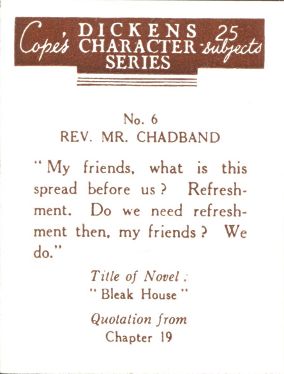 Cope's DICKENS CHARACTER SERIES 25 subjects
No. 6
REV. MR. CHADBAND
"My friends, what is this
spread before us? Refresh-
ment. Do we need refresh-
ment then, my friends? We
do."
Title of Novel:
"Bleak House"
Quotation from
Chapter 19